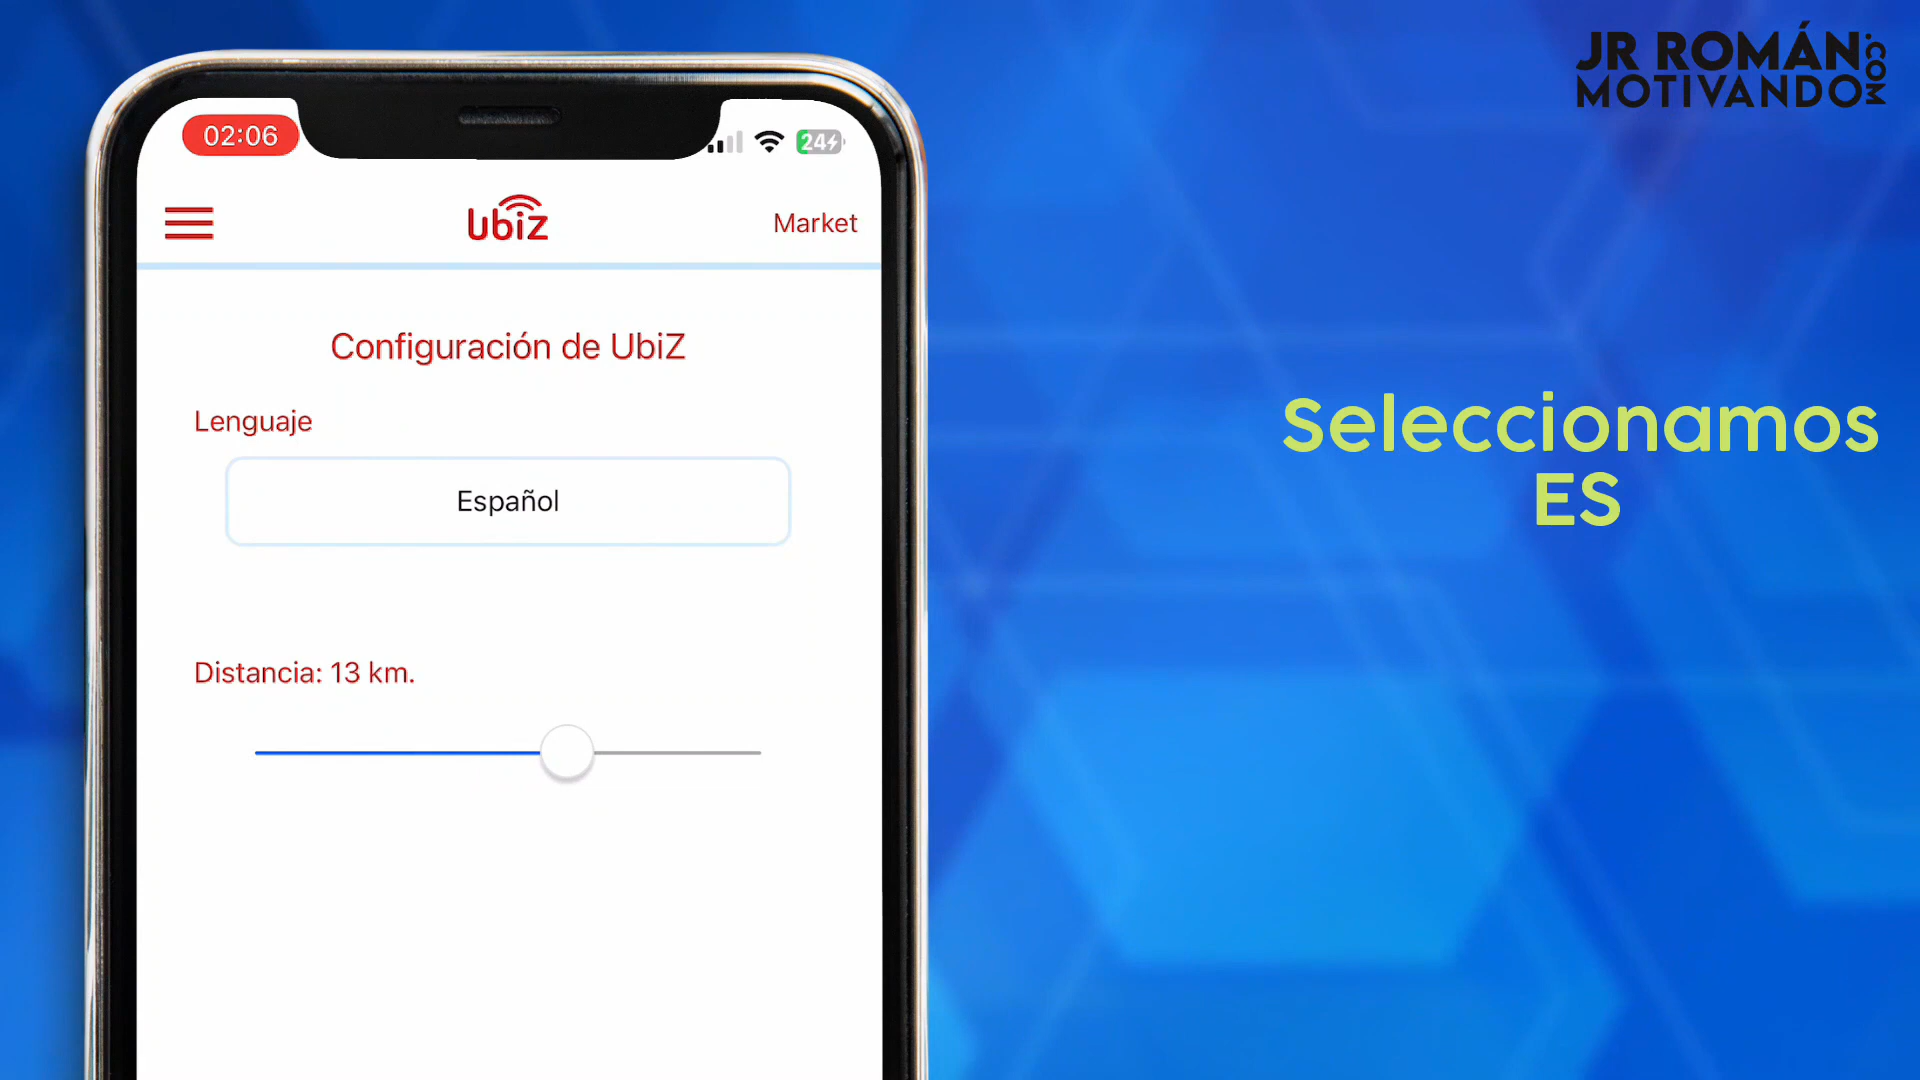 JR ROMÁN
MOTIVANDO
.COM
02:06
24
Ubiz
Market
Configuración de UbiZ
Lenguaje
Español
Distancia: 13 km.
Seleccionamos
ES